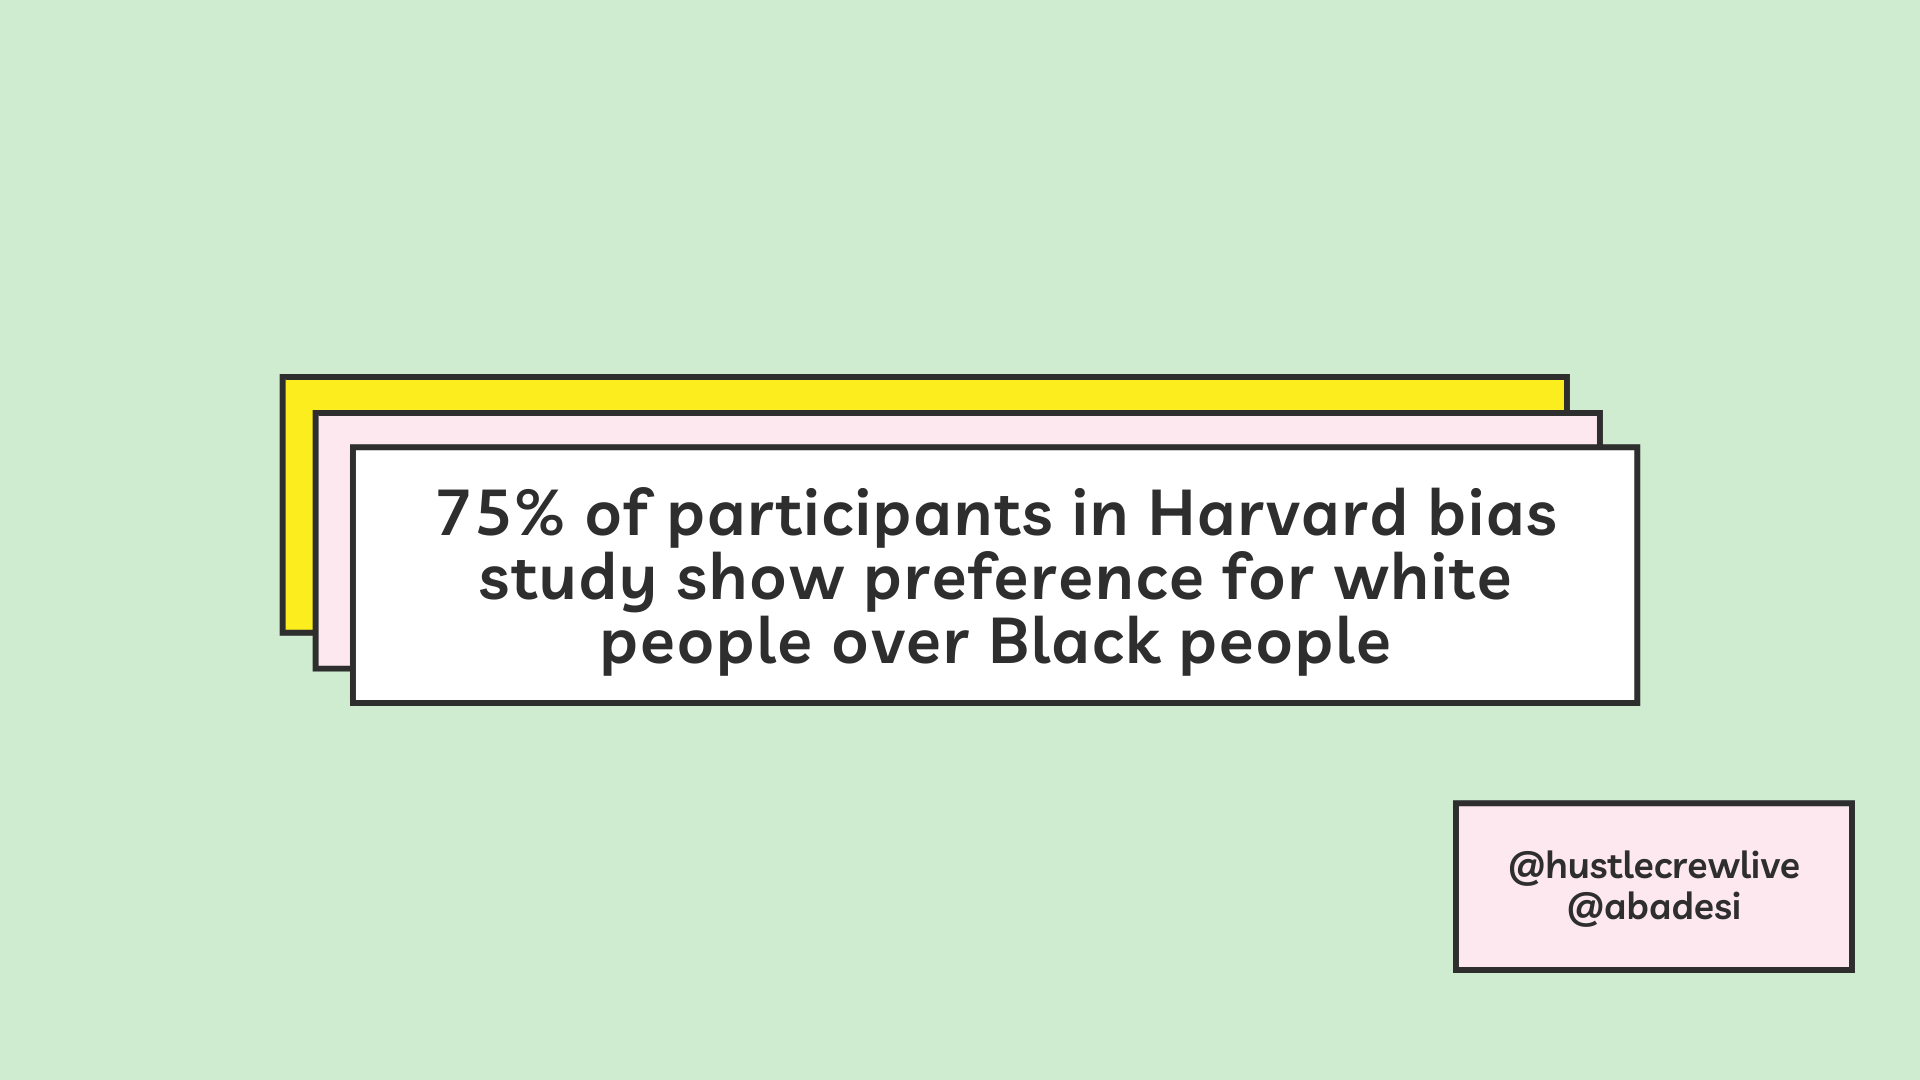 75% of participants in Harvard bias
study show preference for white
people over Black people
@hustlecrewlive
@abadesi